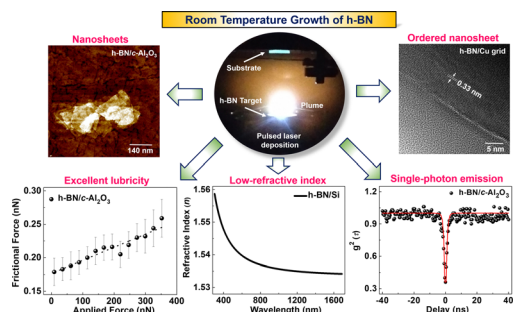 Room Temperature Growth of h-BN
Nanosheets
h-BN/c-Al₂O₃
140 nm
Substrate
h-BN Target
Plume
Pulsed laser
deposition
Ordered nanosheet
h-BN/Cu grid
0.33 nm
5 nm
Excellent lubricity
h-BN/c-Al₂O₃
Frictional Force (nN)
0.30
0.25
0.20
0.15
0 100 200 300 400
Applied Force (nN)
Low-refractive index
h-BN/Si
Refractive Index (n)
1.56
1.54
1.53
400 800 1200 1600
Wavelength (nm)
Single-photon emission
h-BN/c-Al₂O₃
g² (τ)
1.2
0.9
0.6
0.3
-40 -20 0 20 40
Delay (ns)